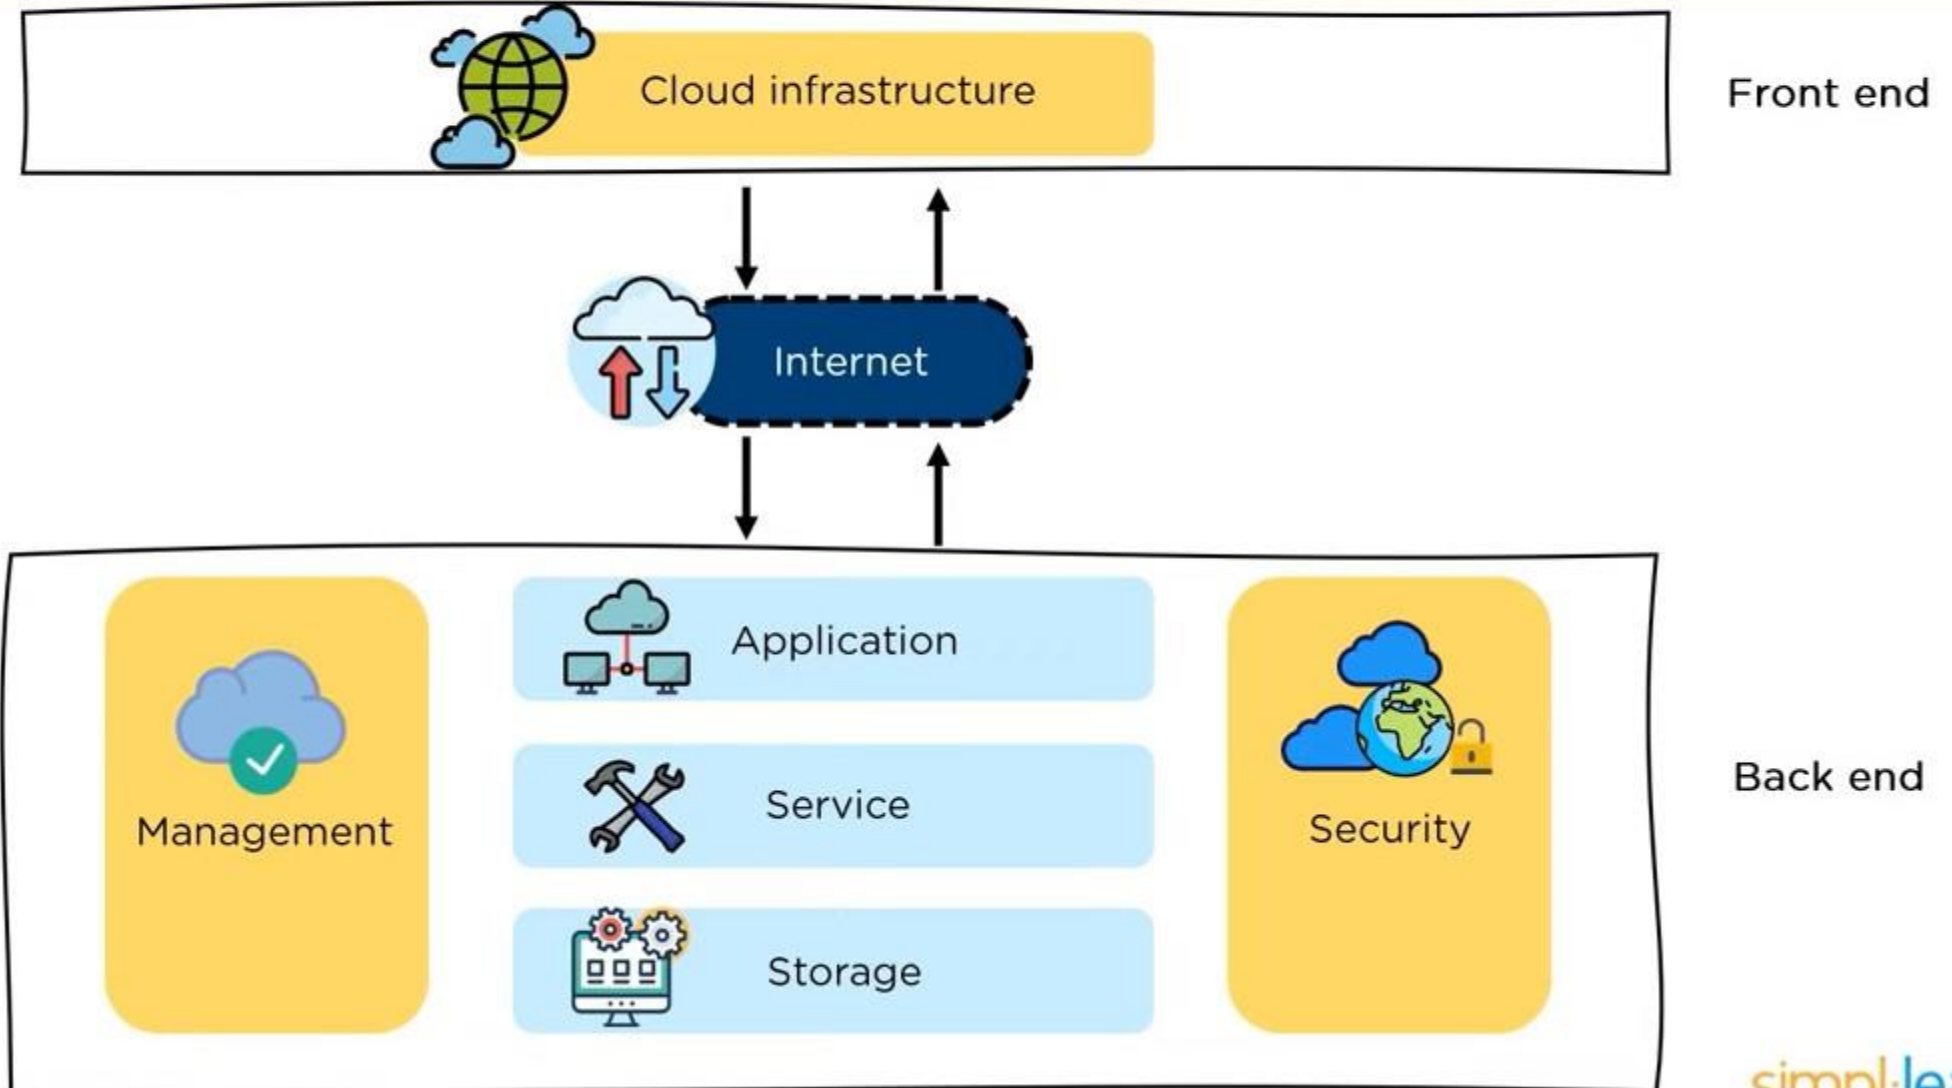 Cloud infrastructure
Front end
Internet
Application
Management
Service
Security
Back end
Storage